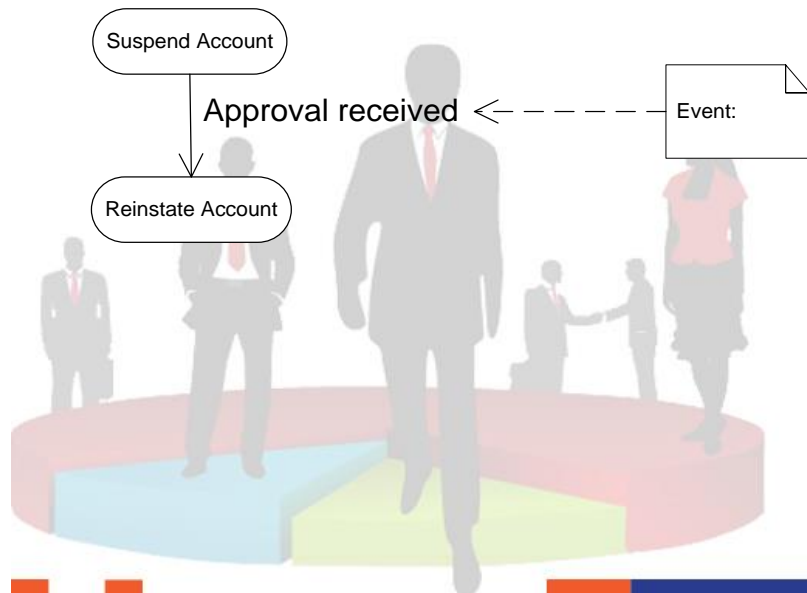 Suspend Account
Approval received
Event:
Reinstate Account